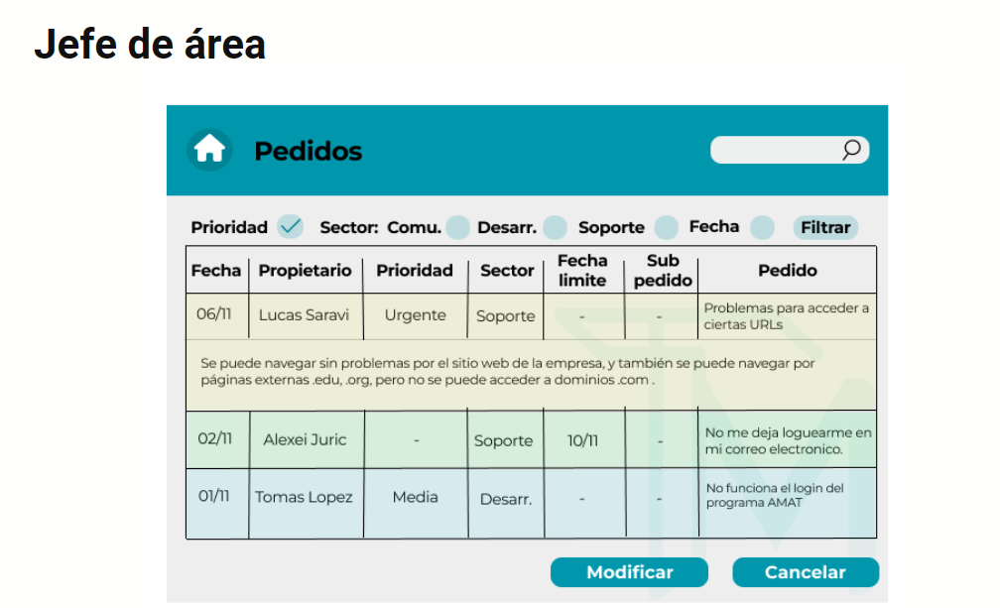 Jefe de área
Pedidos
Prioridad Sector: Comu. Desarr. Soporte Fecha Filtrar
Fecha Propietario Prioridad Sector Fecha limite Sub pedido Pedido
06/11 Lucas Saravi Urgente Soporte - - Problemas para acceder a
ciertas URLs
Se puede navegar sin problemas por el sitio web de la empresa, y también se puede navegar por
páginas externas .edu, .org, pero no se puede acceder a dominios .com .
02/11 Alexei Juric - Soporte 10/11 - No me deja loguearme en
mi correo electronico.
01/11 Tomas Lopez Media Desarr. - - No funciona el login del
programa AMAT
Modificar Cancelar